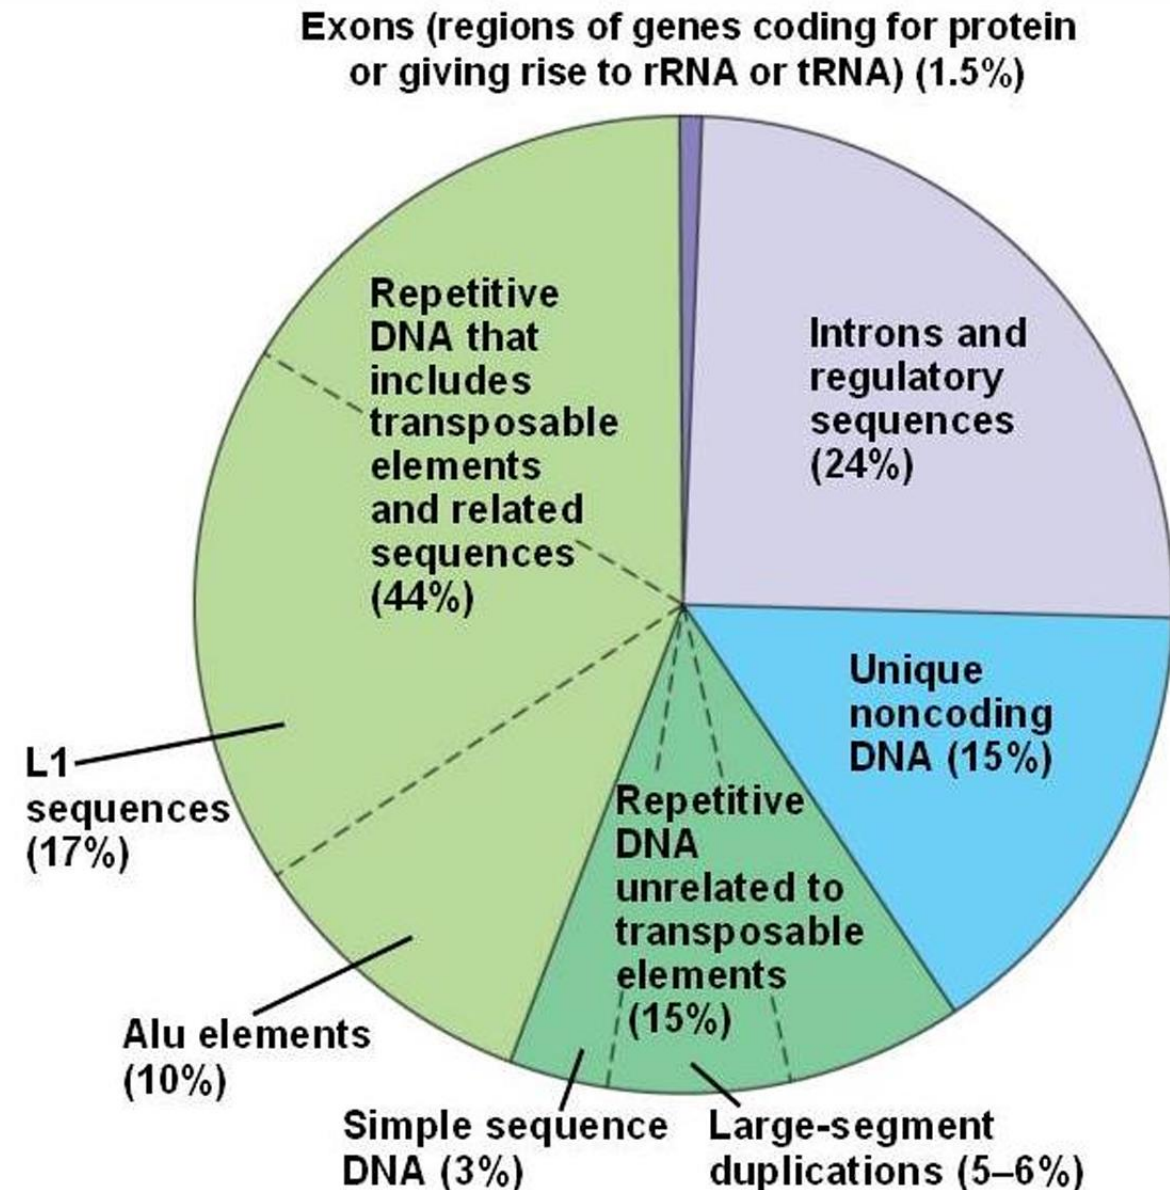 Exons (regions of genes coding for protein
or giving rise to rRNA or tRNA) (1.5%)
Repetitive
DNA that
includes
transposable
elements
and related
sequences
(44%)
Introns and
regulatory
sequences
(24%)
Unique
noncoding
DNA (15%)
L1
sequences
(17%)
Repetitive
DNA
unrelated to
transposable
elements
(15%)
Alu elements
(10%)
Simple sequence
DNA (3%)
Large-segment
duplications (5–6%)